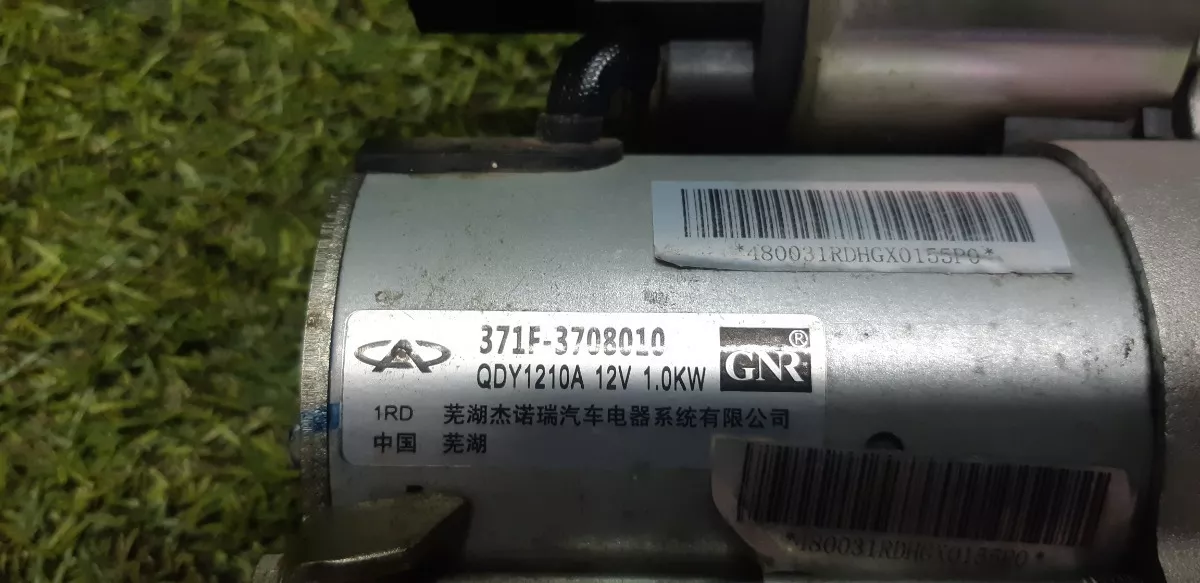 *480031RDHGX0155P0*
371F-3708010
QDY1210A 12V 1.0KW
GNR®
1RD 芜湖杰诺瑞汽车电器系统有限公司
中国 芜湖
*480031RDHGX0155P0*